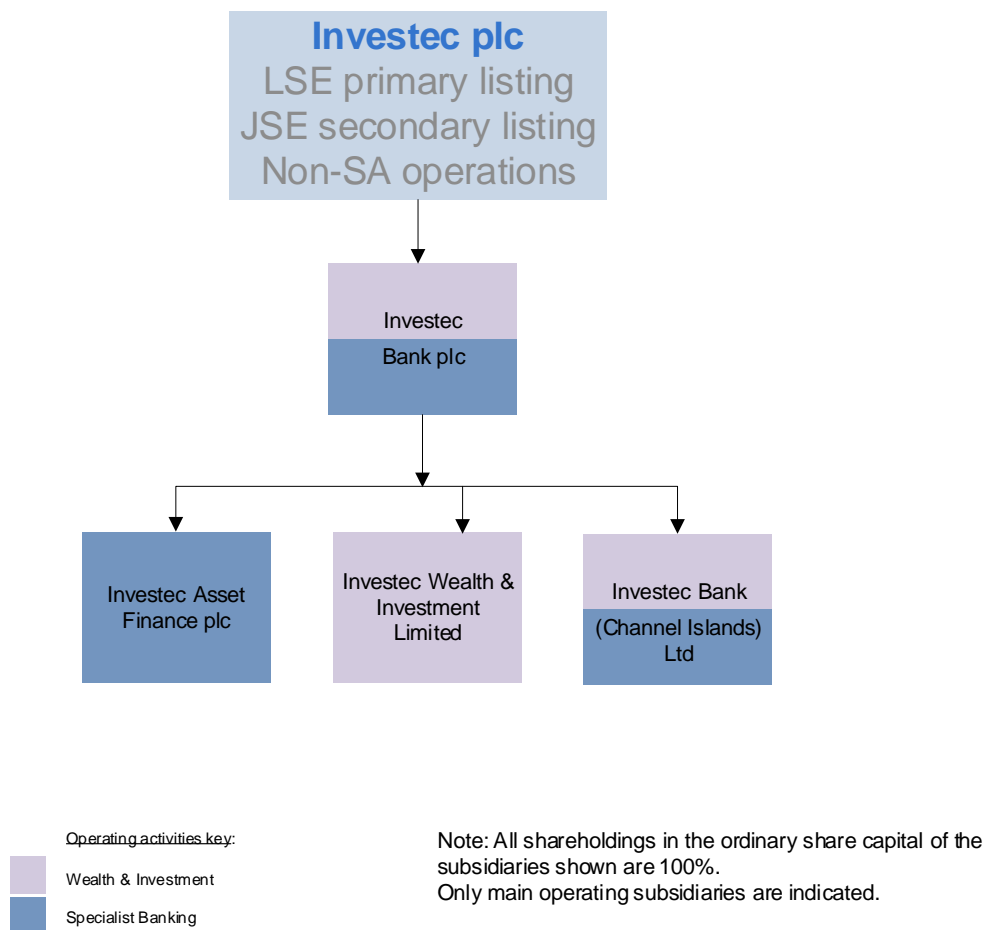 Investec plc
LSE primary listing
JSE secondary listing
Non-SA operations
Investec
Bank plc
Investec Asset
Finance plc
Investec Wealth &
Investment
Limited
Investec Bank
(Channel Islands)
Ltd
Operating activities key:
Wealth & Investment
Specialist Banking
Note: All shareholdings in the ordinary share capital of the
subsidiaries shown are 100%.
Only main operating subsidiaries are indicated.